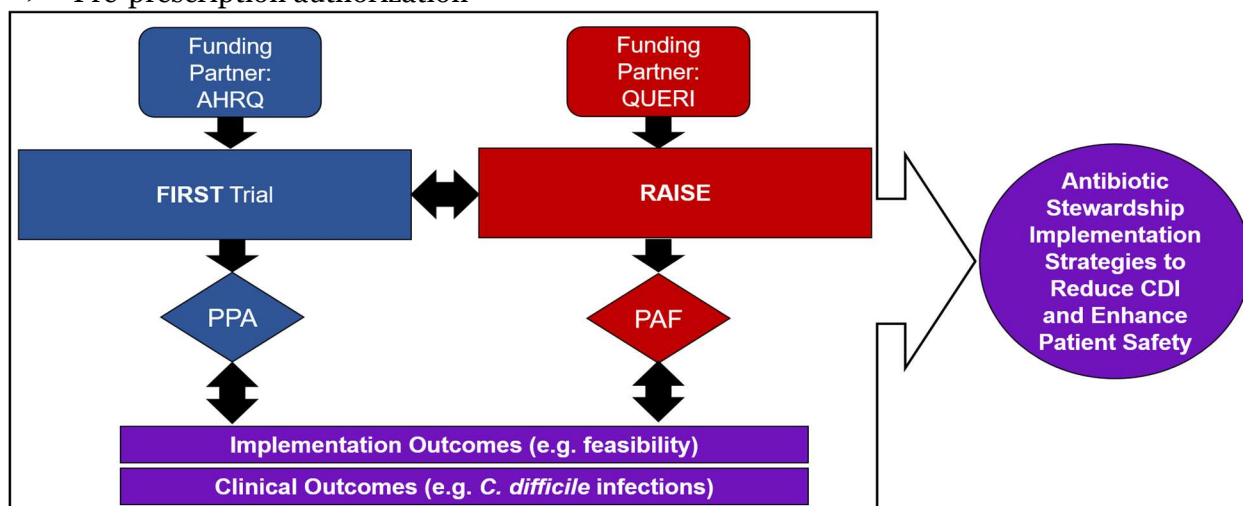 Pre-prescription authorization
Funding
Partner:
AHRQ
Funding
Partner:
QUERI
FIRST Trial
RAISE
PPA
PAF
Implementation Outcomes (e.g. feasibility)
Clinical Outcomes (e.g. C. difficile infections)
Antibiotic
Stewardship
Implementation
Strategies to
Reduce CDI
and Enhance
Patient Safety